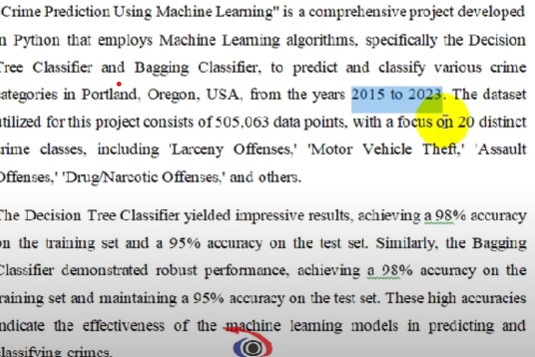 Crime Prediction Using Machine Learning" is a comprehensive project developed
n Python that employs Machine Learning algorithms, specifically the Decision
Tree Classifier and Bagging Classifier, to predict and classify various crime
ategories in Portland, Oregon, USA, from the years 2015 to 2023. The dataset
utilized for this project consists of 505,063 data points, with a focus on 20 distinct
rime classes, including 'Larceny Offenses,' 'Motor Vehicle Theft,' 'Assault
Offenses,' 'Drug/Narcotic Offenses,' and others.
The Decision Tree Classifier yielded impressive results, achieving a 98% accuracy
on the training set and a 95% accuracy on the test set. Similarly, the Bagging
Classifier demonstrated robust performance, achieving a 98% accuracy on the
raining set and maintaining a 95% accuracy on the test set. These high accuracies
ndicate the effectiveness of the machine learning models in predicting and
lassifying crimes.